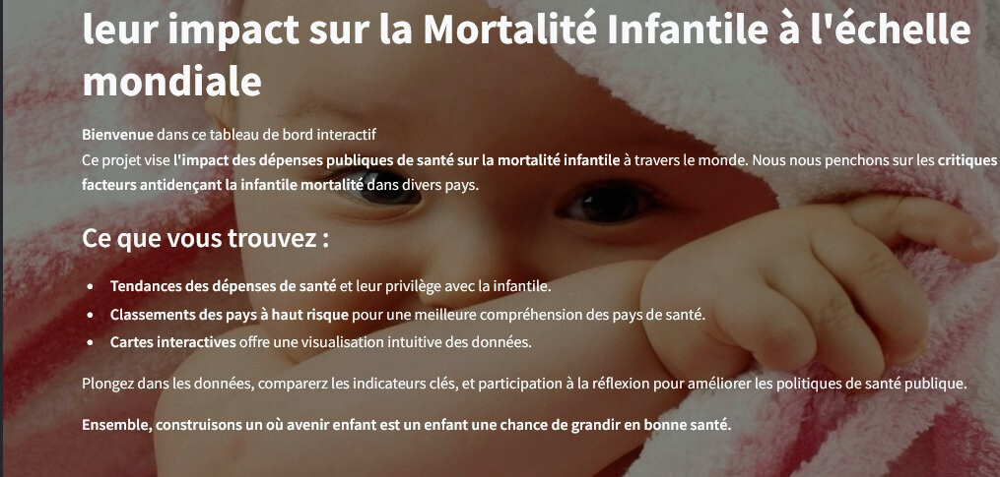 leur impact sur la Mortalité Infantile à l'échelle
mondiale
Bienvenue dans ce tableau de bord interactif
Ce projet vise l'impact des dépenses publiques de santé sur la mortalité infantile à travers le monde. Nous nous penchons sur les critiques
facteurs antidençant la infantile mortalité dans divers pays.
Ce que vous trouvez :
• Tendances des dépenses de santé et leur privilège avec la infantile.
• Classements des pays à haut risque pour une meilleure compréhension des pays de santé.
• Cartes interactives offre une visualisation intuitive des données.
Plongez dans les données, comparerz les indicateurs clés, et participation à la réflexion pour améliorer les politiques de santé publique.
Ensemble, construisons un où avenir enfant est un enfant une chance de grandir en bonne santé.